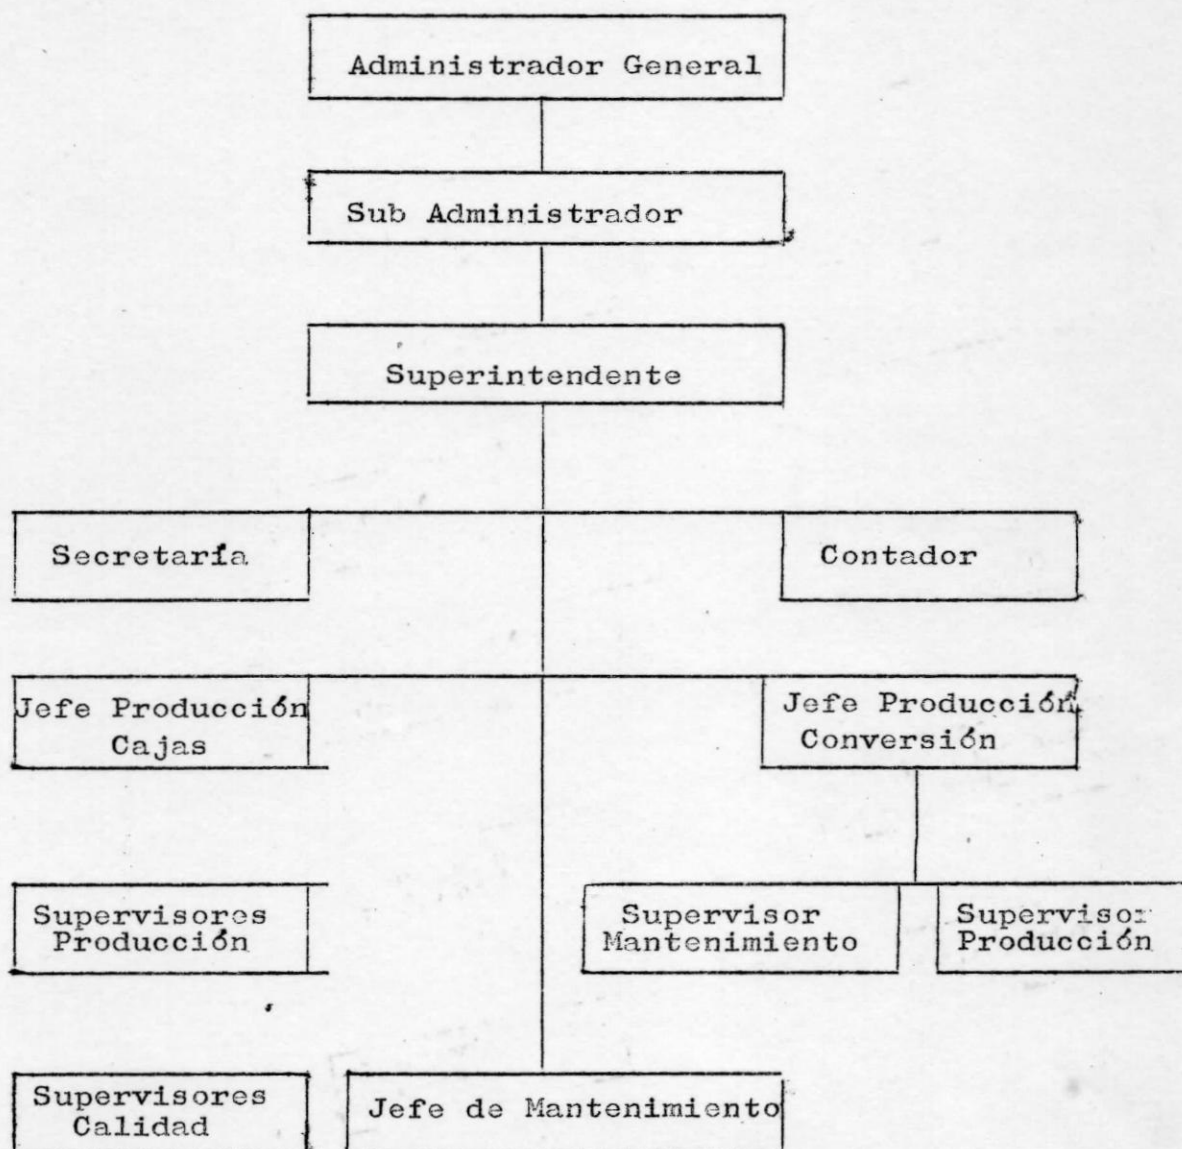 Administrador General
Sub Administrador
Superintendente
Secretaría
Contador
Jefe Producción
Cajas
Jefe Producción
Conversión
Supervisores
Producción
Supervisor
Mantenimiento
Supervisor
Producción
Supervisores
Calidad
Jefe de Mantenimiento